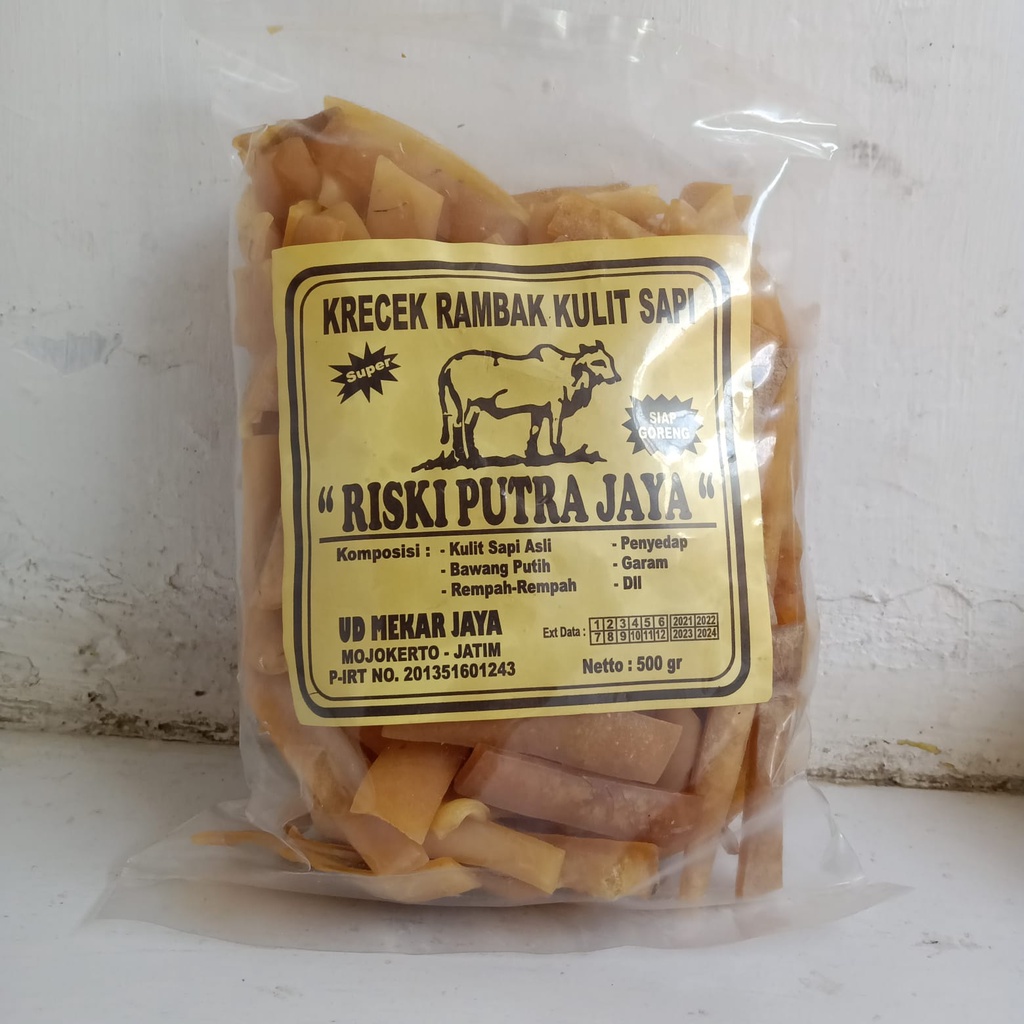 KRECEK RAMBAK KULIT SAPI
Super
SIAP
GORENG
" RISKI PUTRA JAYA "
Komposisi : - Kulit Sapi Asli - Penyedap
- Bawang Putih - Garam
- Rempah-Rempah - Dll
UD MEKAR JAYA
MOJOKERTO - JATIM
P-IRT NO. 201351601243
Ext Data : 1 2 3 4 5 6 2021 2022
7 8 9 10 11 12 2023 2024
Netto : 500 gr